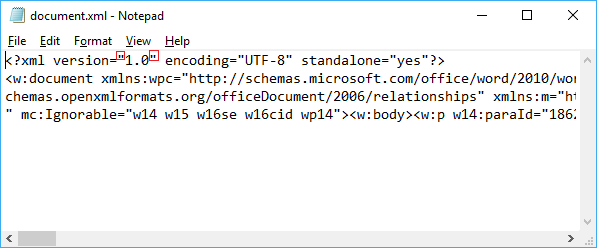 document.xml - Notepad
File Edit Format View Help
<?xml version="1.0" encoding="UTF-8" standalone="yes"?>
<w:document xmlns:wpc="http://schemas.microsoft.com/office/word/2010/wor
chemas.openxmlformats.org/officeDocument/2006/relationships" xmlns:m="ht
" mc:Ignorable="w14 w15 w16se w16cid wp14"><w:body><w:p w14:paraId="1862